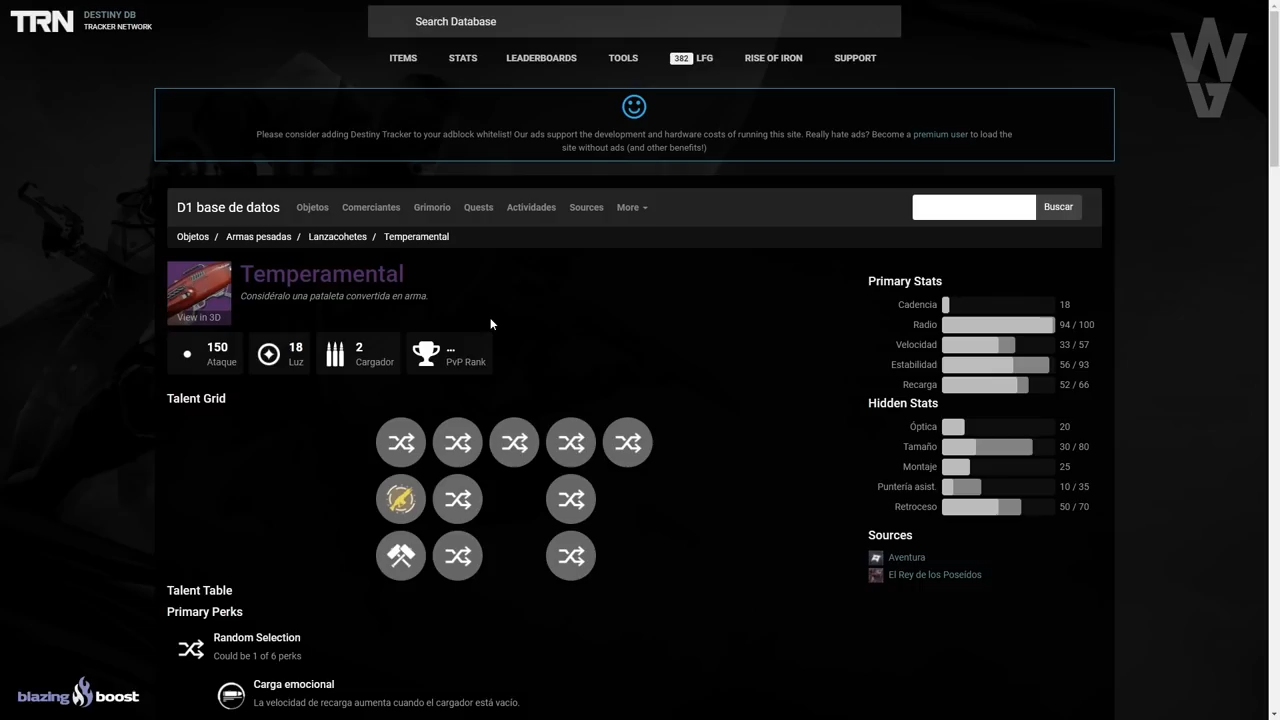 TRN
DESTINY DB
TRACKER NETWORK
Search Database
ITEMS STATS LEADERBOARDS TOOLS 382 LFG RISE OF IRON SUPPORT
Please consider adding Destiny Tracker to your adblock whitelist! Our ads support the development and hardware costs of running this site. Really hate ads? Become a premium user to load the
site without ads (and other benefits!)
D1 base de datos Objetos Comerciantes Grimorio Quests Actividades Sources More Buscar
Objetos / Armas pesadas / Lanzacohetes / Temperamental
Temperamental
Considéralo una pataleta convertida en arma.
View in 3D
150 Ataque
18 Luz
2 Cargador
... PvP Rank
Primary Stats
Cadencia 18
Radio 94 / 100
Velocidad 33 / 57
Estabilidad 56 / 93
Recarga 52 / 66
Hidden Stats
Óptica 20
Tamaño 30 / 80
Montaje 25
Puntería asist. 10 / 35
Retroceso 50 / 70
Sources
Aventura
El Rey de los Poseídos
Talent Grid
Talent Table
Primary Perks
Random Selection
Could be 1 of 6 perks
Carga emocional
La velocidad de recarga aumenta cuando el cargador está vacío.
blazing boost